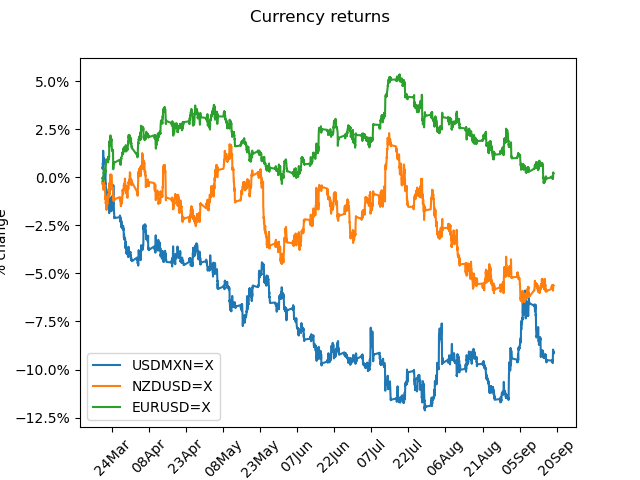 Currency returns
% change
5.0%
2.5%
0.0%
−2.5%
−5.0%
−7.5%
−10.0%
−12.5%
USDMXN=X
NZDUSD=X
EURUSD=X
24Mar
08Apr
23Apr
08May
23May
07Jun
22Jun
07Jul
22Jul
06Aug
21Aug
05Sep
20Sep